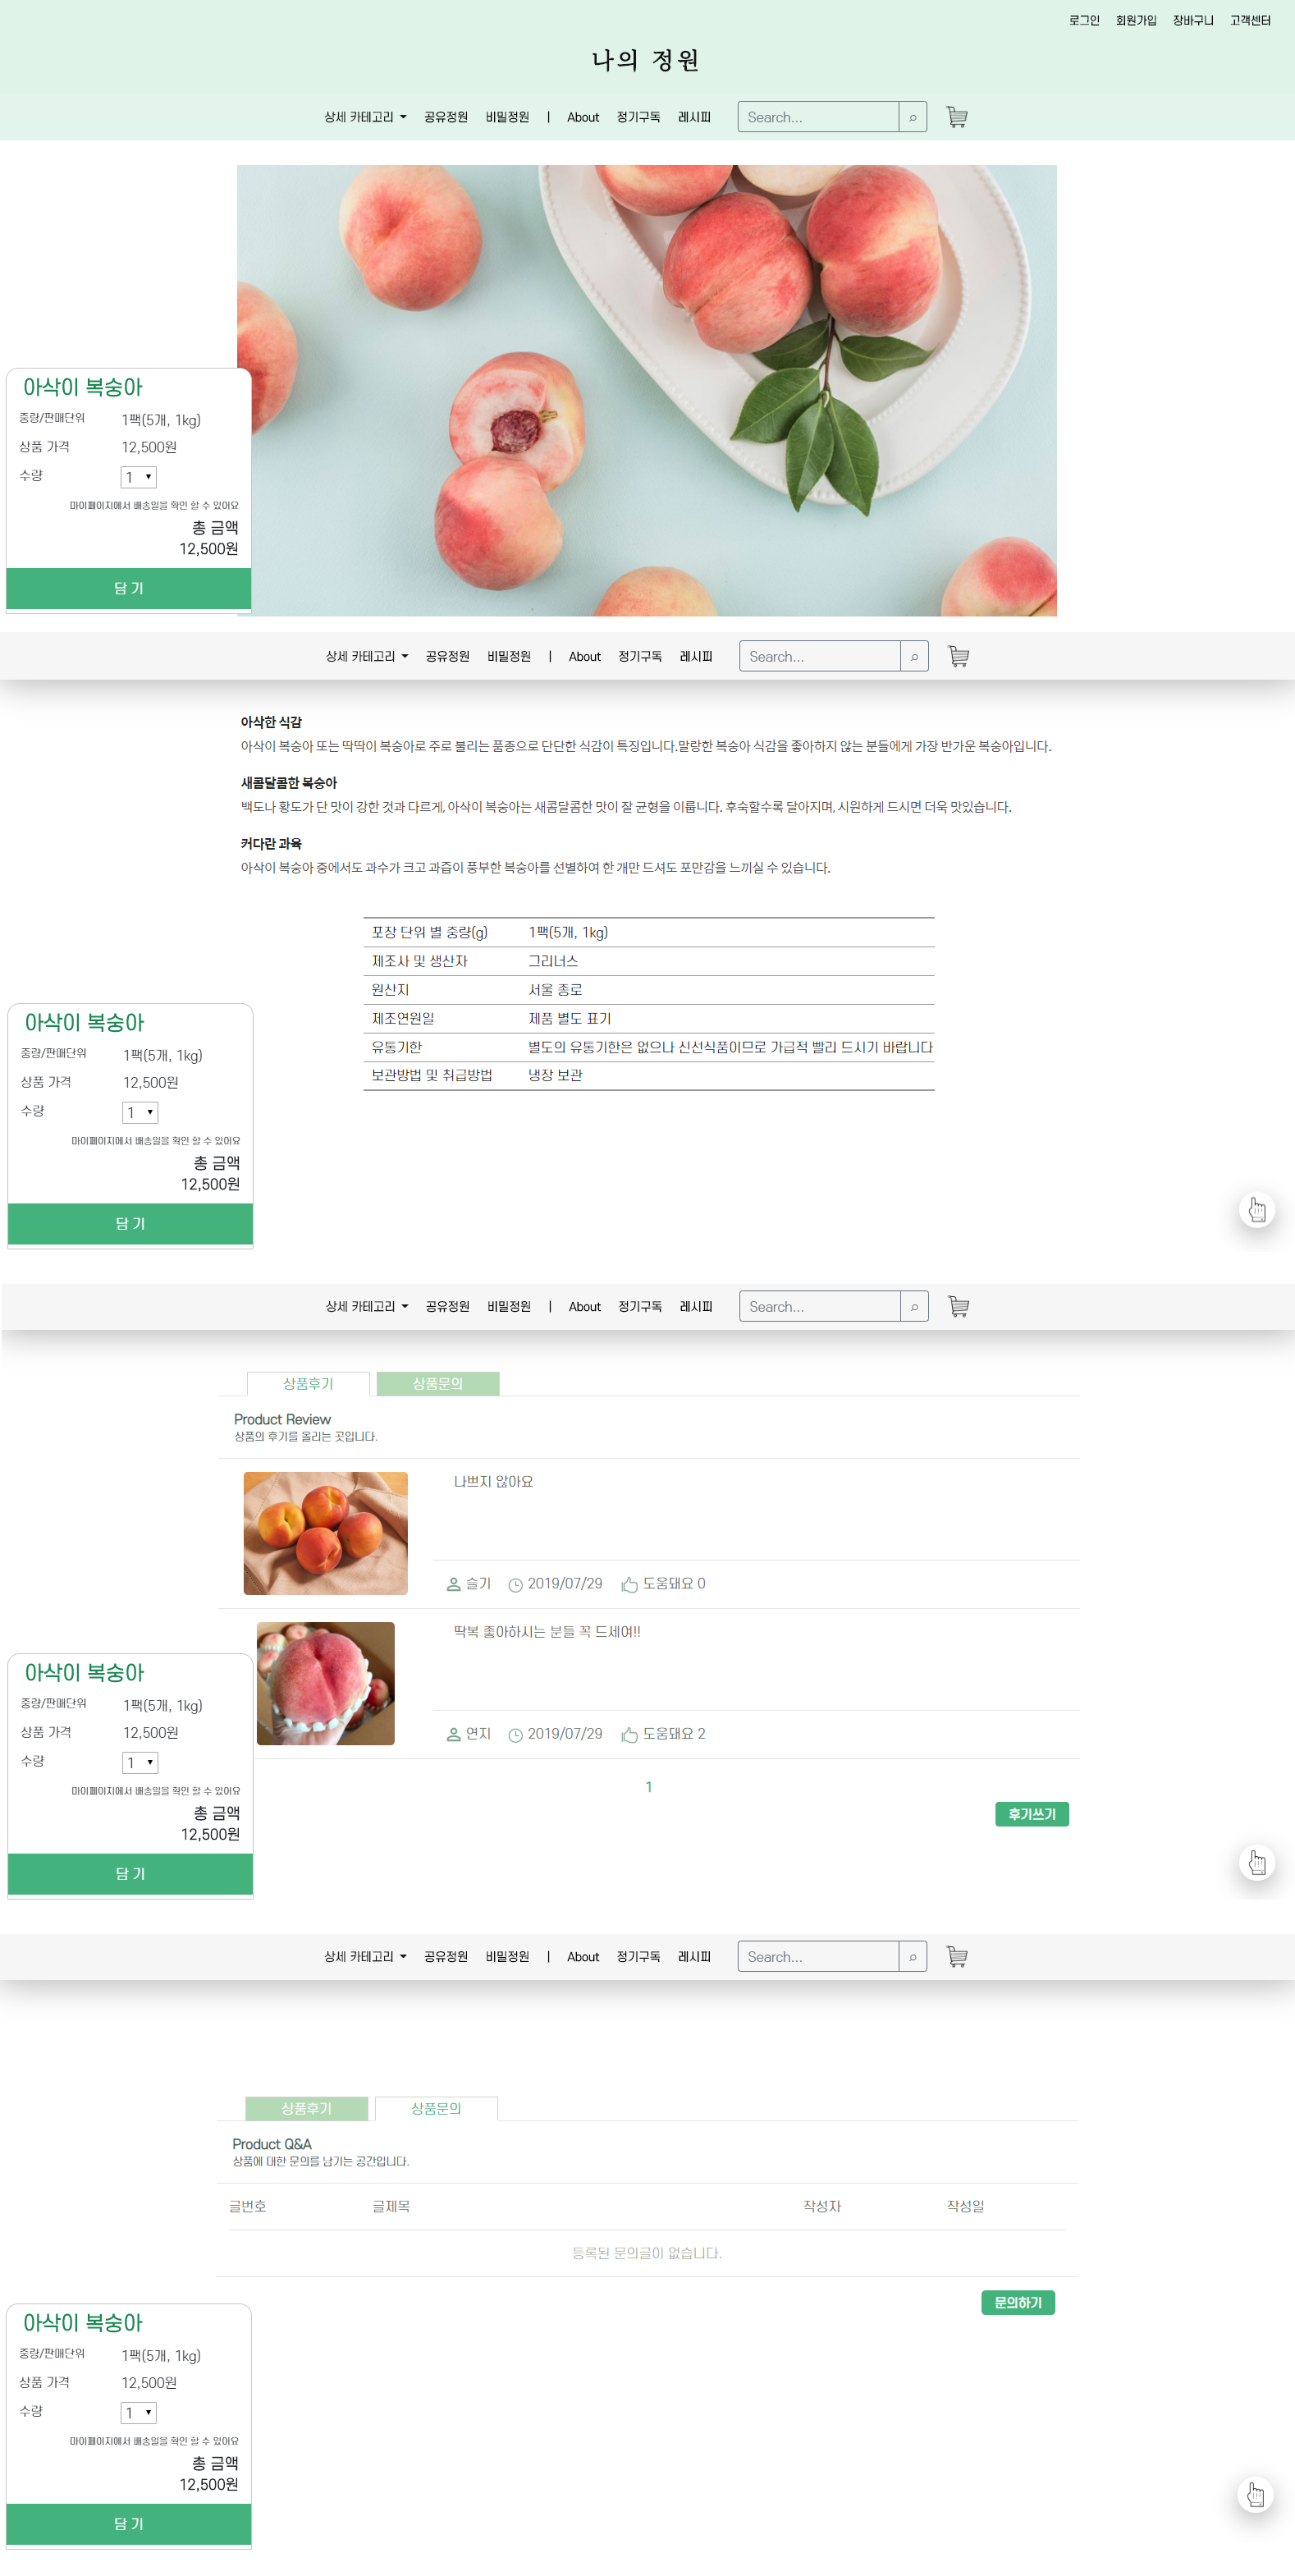 로그인 회원가입 장바구니 고객센터
나의 정원
상세 카테고리 공유정원 비밀정원 | About 정기구독 레시피 Search...
아삭이 복숭아
중량/판매단위 1팩(5개, 1kg)
상품 가격 12,500원
수량 1
마이페이지에서 배송일을 확인 할 수 있어요
총 금액
12,500원
담 기
상세 카테고리 공유정원 비밀정원 | About 정기구독 레시피 Search...
아삭한 식감
아삭이 복숭아 또는 딱딱이 복숭아로 주로 불리는 품종으로 단단한 식감이 특징입니다.말랑한 복숭아 식감을 좋아하지 않는 분들에게 가장 반가운 복숭아입니다.
새콤달콤한 복숭아
백도나 황도가 단 맛이 강한 것과 다르게, 아삭이 복숭아는 새콤달콤한 맛이 잘 균형을 이룹니다. 후숙할수록 달아지며, 시원하게 드시면 더욱 맛있습니다.
커다란 과육
아삭이 복숭아 중에서도 과수가 크고 과즙이 풍부한 복숭아를 선별하여 한 개만 드셔도 포만감을 느끼실 수 있습니다.
포장 단위 별 중량(g) 1팩(5개, 1kg)
제조사 및 생산자 그리너스
원산지 서울 종로
제조연원일 제품 별도 표기
유통기한 별도의 유통기한은 없으나 신선식품이므로 가급적 빨리 드시기 바랍니다
보관방법 및 취급방법 냉장 보관
아삭이 복숭아
중량/판매단위 1팩(5개, 1kg)
상품 가격 12,500원
수량 1
마이페이지에서 배송일을 확인 할 수 있어요
총 금액
12,500원
담 기
상세 카테고리 공유정원 비밀정원 | About 정기구독 레시피 Search...
상품후기 상품문의
Product Review
상품의 후기를 올리는 곳입니다.
나쁘지 않아요
슬기 2019/07/29 도움돼요 0
딱복 좋아하시는 분들 꼭 드세여!!
연지 2019/07/29 도움돼요 2
1
후기쓰기
아삭이 복숭아
중량/판매단위 1팩(5개, 1kg)
상품 가격 12,500원
수량 1
마이페이지에서 배송일을 확인 할 수 있어요
총 금액
12,500원
담 기
상세 카테고리 공유정원 비밀정원 | About 정기구독 레시피 Search...
상품후기 상품문의
Product Q&A
상품에 대한 문의를 남기는 공간입니다.
글번호 글제목 작성자 작성일
등록된 문의글이 없습니다.
문의하기
아삭이 복숭아
중량/판매단위 1팩(5개, 1kg)
상품 가격 12,500원
수량 1
마이페이지에서 배송일을 확인 할 수 있어요
총 금액
12,500원
담 기